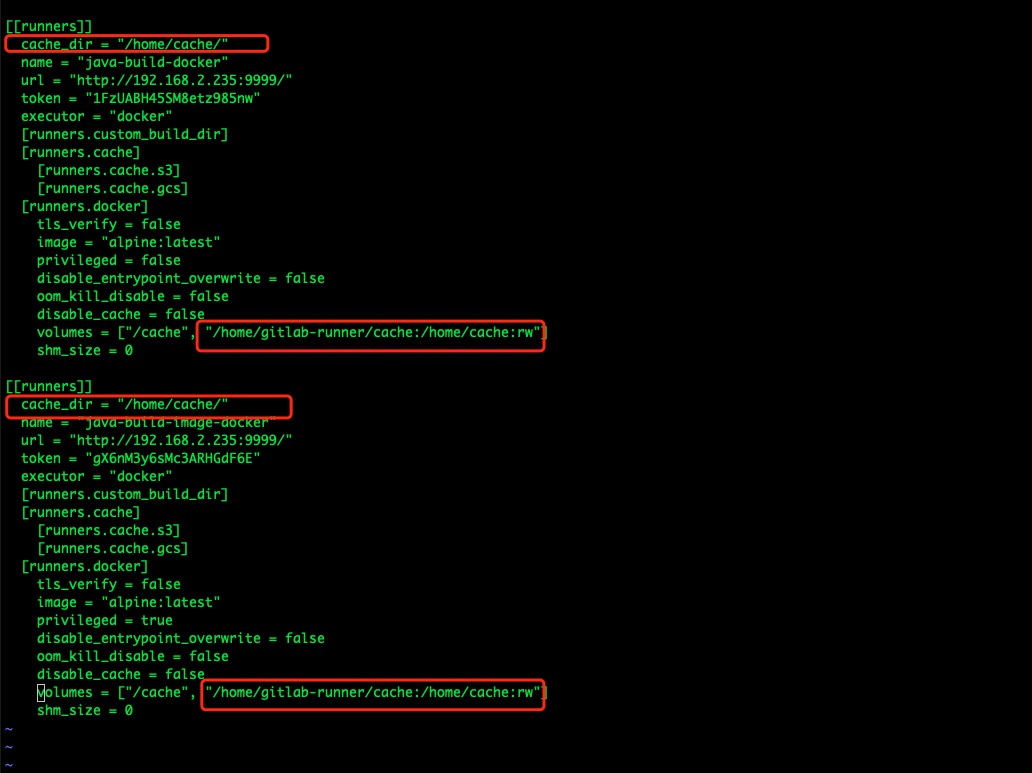 [[runners]]
  cache_dir = "/home/cache/"
  name = "java-build-docker"
  url = "http://192.168.2.235:9999/"
  token = "1FzUABH45SM8etz985nw"
  executor = "docker"
  [runners.custom_build_dir]
  [runners.cache]
    [runners.cache.s3]
    [runners.cache.gcs]
  [runners.docker]
    tls_verify = false
    image = "alpine:latest"
    privileged = false
    disable_entrypoint_overwrite = false
    oom_kill_disable = false
    disable_cache = false
    volumes = ["/cache", "/home/gitlab-runner/cache:/home/cache:rw"]
    shm_size = 0
[[runners]]
  cache_dir = "/home/cache/"
  name = "java-build-image-docker"
  url = "http://192.168.2.235:9999/"
  token = "gX6nM3y6sMc3ARHGdF6E"
  executor = "docker"
  [runners.custom_build_dir]
  [runners.cache]
    [runners.cache.s3]
    [runners.cache.gcs]
  [runners.docker]
    tls_verify = false
    image = "alpine:latest"
    privileged = true
    disable_entrypoint_overwrite = false
    oom_kill_disable = false
    disable_cache = false
    volumes = ["/cache", "/home/gitlab-runner/cache:/home/cache:rw"]
    shm_size = 0
~
~
~